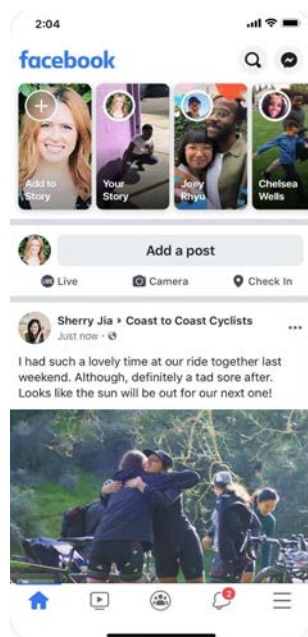 2:04
facebook
Add to
Story
Your
Story
Joey
Rhyu
Chelsea
Wells
Add a post
LIVE Live
Camera
Check In
Sherry Jia ▸ Coast to Coast Cyclists
Just now ·
I had such a lovely time at our ride together last
weekend. Although, definitely a tad sore after.
Looks like the sun will be out for our next one!
2